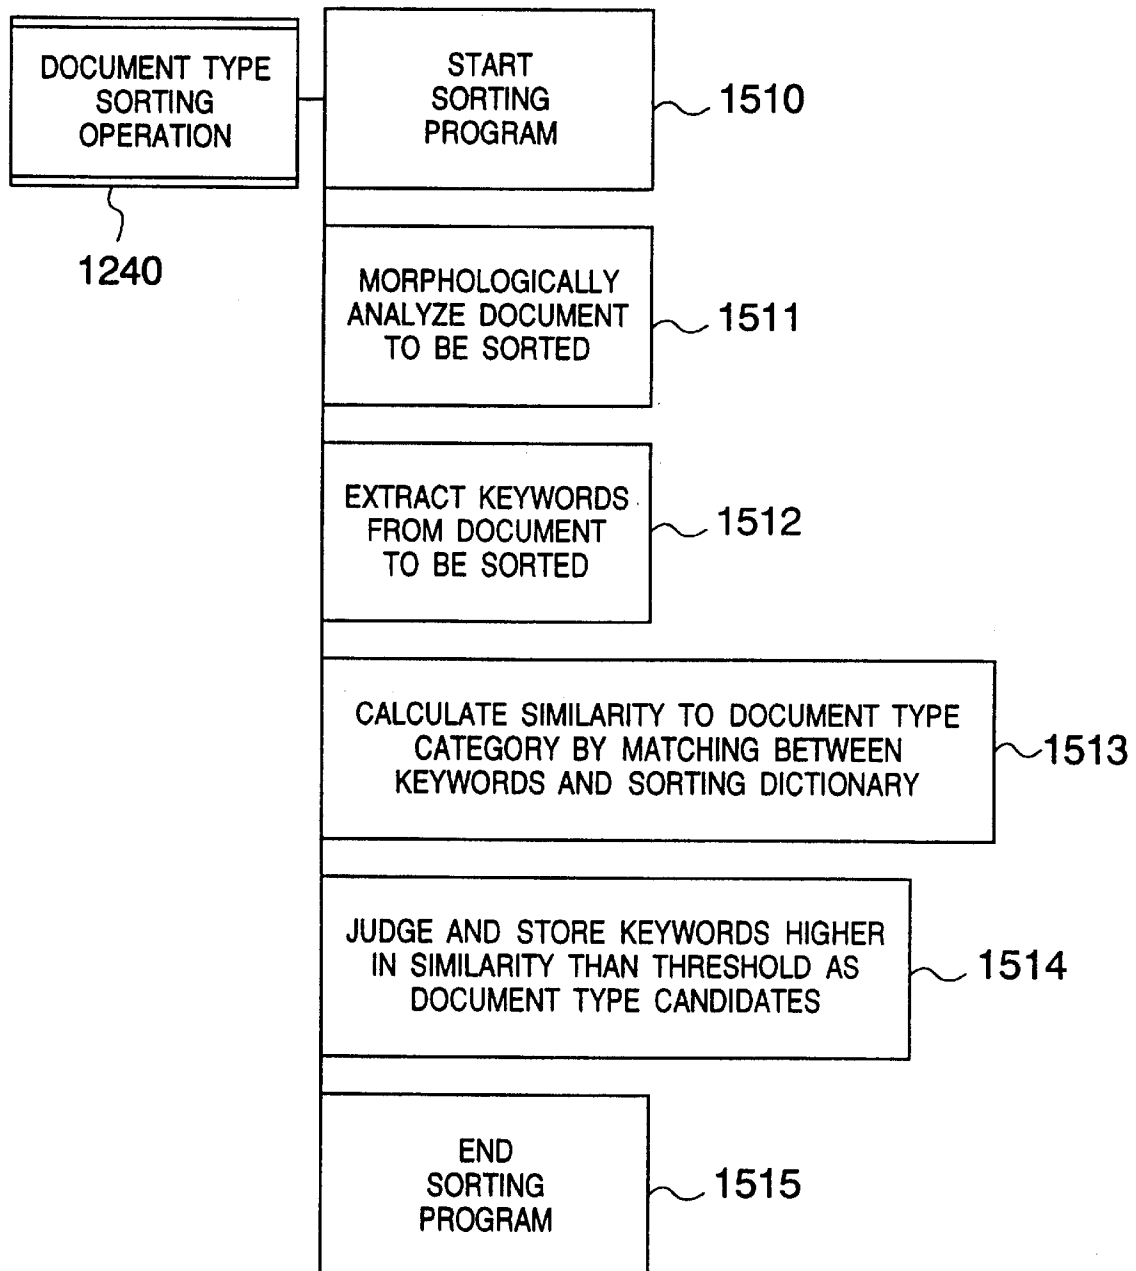 DOCUMENT TYPE
SORTING
OPERATION
1240
START
SORTING
PROGRAM
1510
MORPHOLOGICALLY
ANALYZE DOCUMENT
TO BE SORTED
1511
EXTRACT KEYWORDS
FROM DOCUMENT
TO BE SORTED
1512
CALCULATE SIMILARITY TO DOCUMENT TYPE
CATEGORY BY MATCHING BETWEEN
KEYWORDS AND SORTING DICTIONARY
1513
JUDGE AND STORE KEYWORDS HIGHER
IN SIMILARITY THAN THRESHOLD AS
DOCUMENT TYPE CANDIDATES
1514
END
SORTING
PROGRAM
1515